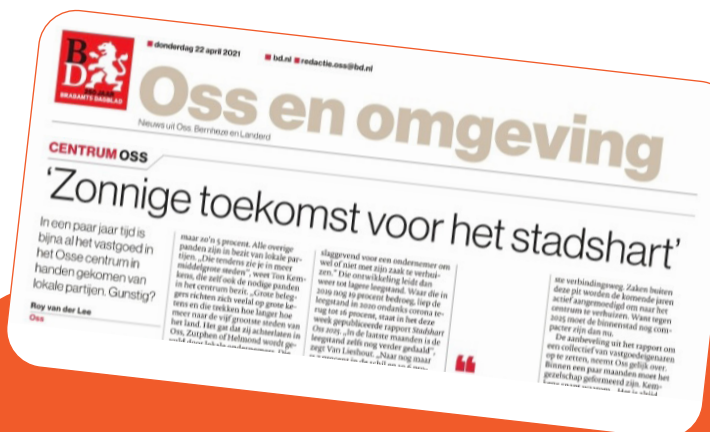 BD
BRABANTS DAGBLAD
donderdag 22 april 2021
bd.nl redactie.oss@bd.nl
Oss en omgeving
Nieuws uit Oss, Bernheze en Landerd
CENTRUM OSS
'Zonnige toekomst voor het stadshart'
In een paar jaar tijd is
bijna al het vastgoed in
het Osse centrum in
handen gekomen van
lokale partijen. Gunstig?
Roy van der Lee
Oss
maar zo'n 5 procent. Alle overige
panden zijn in bezit van lokale par-
tijen. „Die tendens zie je in meer
middelgrote steden”, weet Ton Kem-
kens, die zelf ook de nodige panden
in het centrum bezit. „Grote beleg-
gers richten zich veelal op grote ke-
tens en die trekken hoe langer hoe
meer naar de vijf grootste steden van
het land. Het gat dat zij achterlaten in
Oss, Zutphen of Helmond wordt ge-
slaggevend voor een ondernemer om
wel of niet met zijn zaak te verhui-
zen.” Die ontwikkeling leidt dan
weer tot lagere leegstand. Waar die in
2019 nog 19 procent bedroeg, liep de
leegstand in 2020 ondanks corona te-
rug tot 16 procent, staat in het deze
week gepubliceerde rapport Stadshart
Oss 2025. „In de laatste maanden is de
leegstand zelfs nog verder gedaald”,
zegt Van Lieshout. „Naar nog maar
ste verbindingsweg. Zaken buiten
deze pit worden de komende jaren
actief aangemoedigd om naar het
centrum te verhuizen. Want tegen
2025 moet de binnenstad nog com-
pacter zijn dan nu.
De aanbeveling uit het rapport om
een collectief van vastgoedeigenaren
op te zetten, neemt Oss gelijk over.
Binnen een paar maanden moet het
gezelschap geformeerd zijn. Kem-